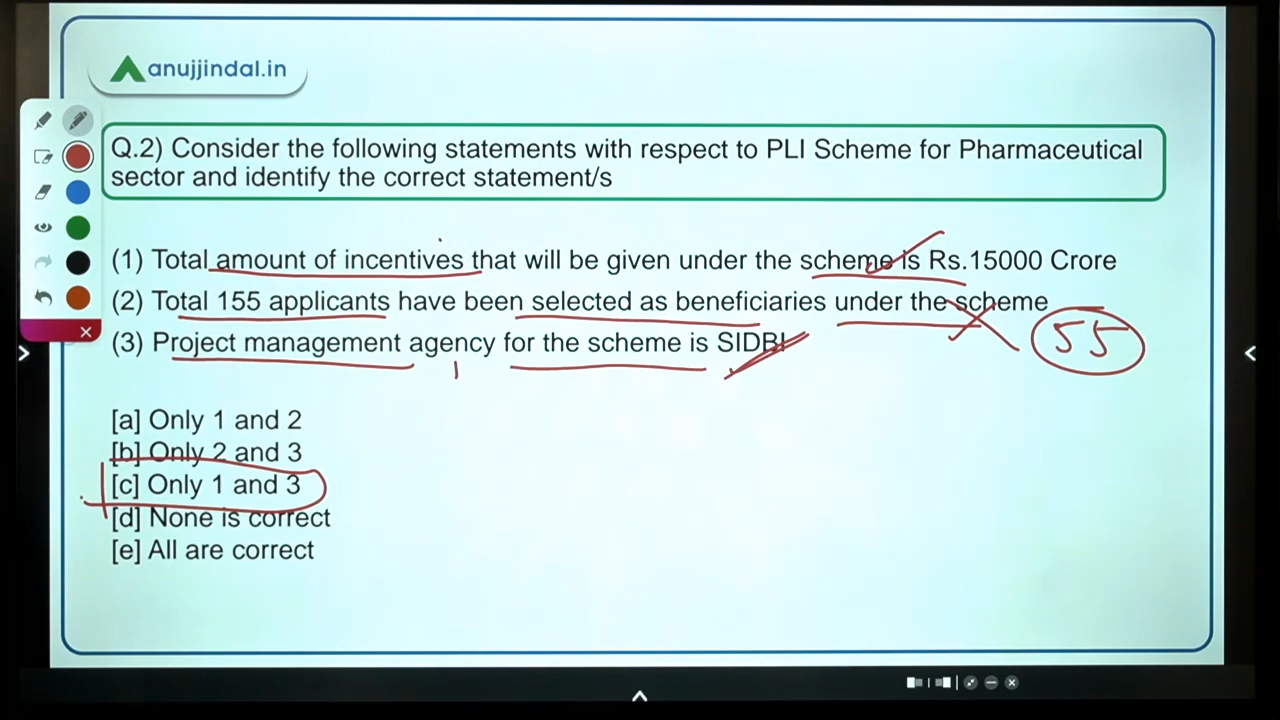 anujjindal.in
Q.2) Consider the following statements with respect to PLI Scheme for Pharmaceutical
sector and identify the correct statement/s
(1) Total amount of incentives that will be given under the scheme is Rs.15000 Crore
(2) Total 155 applicants have been selected as beneficiaries under the scheme
55
(3) Project management agency for the scheme is SIDBI
[a] Only 1 and 2
[b] Only 2 and 3
[c] Only 1 and 3
[d] None is correct
[e] All are correct